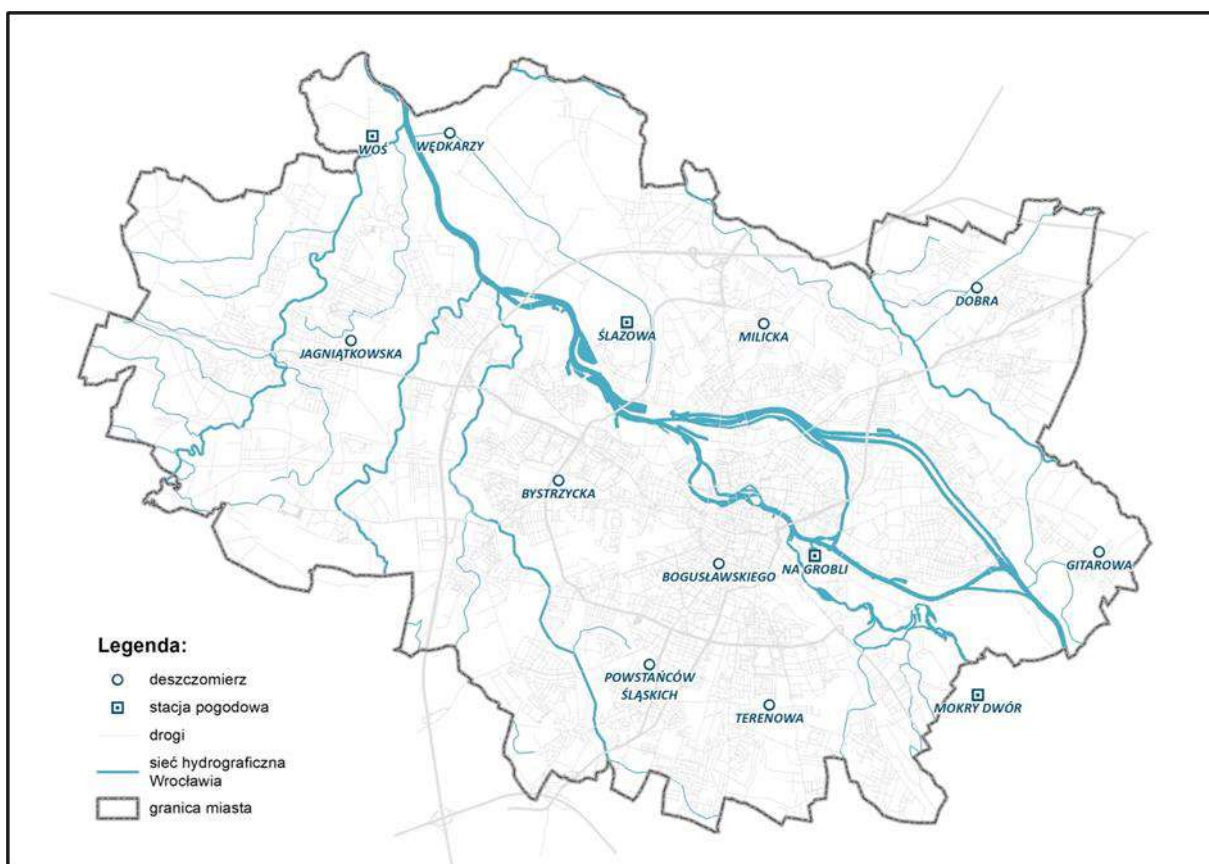 WOŚ
WĘDKARZY
DOBRA
ŚLAZOWA
MILICKA
JAGNIĄTKOWSKA
BYSTRZYCKA
BOGUSŁAWSKIEGO
NA GROBLI
GITAROWA
POWSTAŃCÓW
ŚLĄSKICH
TERENOWA
MOKRY DWÓR
Legenda:
deszczomierz
stacja pogodowa
drogi
sieć hydrograficzna
Wrocławia
granica miasta